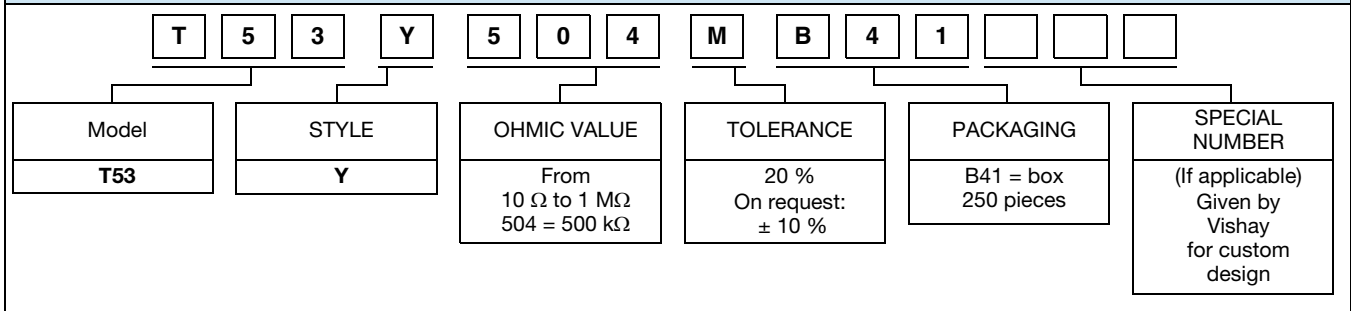 T 5 3 Y 5 0 4 M B 4 1
Model
T53
STYLE
Y
OHMIC VALUE
From
10 Ω to 1 MΩ
504 = 500 kΩ
TOLERANCE
20 %
On request:
± 10 %
PACKAGING
B41 = box
250 pieces
SPECIAL
NUMBER
(If applicable)
Given by
Vishay
for custom
design